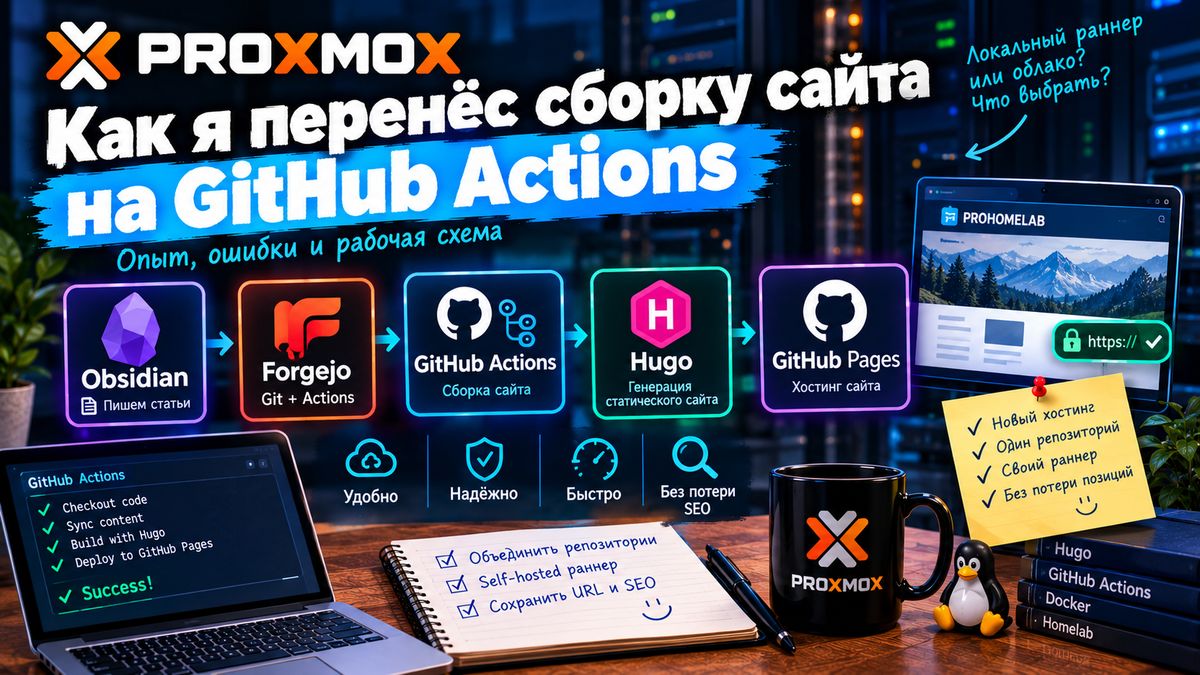 PROXMOX
Как я перенёс сборку сайта
на GitHub Actions
Опыт, ошибки и рабочая схема
Локальный раннер
или облако?
Что выбрать?
Obsidian
Пишем статьи
Forgejo
Git + Actions
GitHub Actions
Сборка сайта
Hugo
Генерация
статического сайта
GitHub Pages
Хостинг сайта
PROHOMELAB
https://
Удобно
Надёжно
Быстро
Без потери
SEO
Новый хостинг
Один репозиторий
Свой раннер
Без потери позиций
GitHub Actions
Checkout code
Sync content
Build with Hugo
Deploy to GitHub Pages
Success!
Объединить репозитории
Self-hosted раннер
Сохранить URL и SEO
PROXMOX
Hugo
GitHub Actions
Docker
Homelab